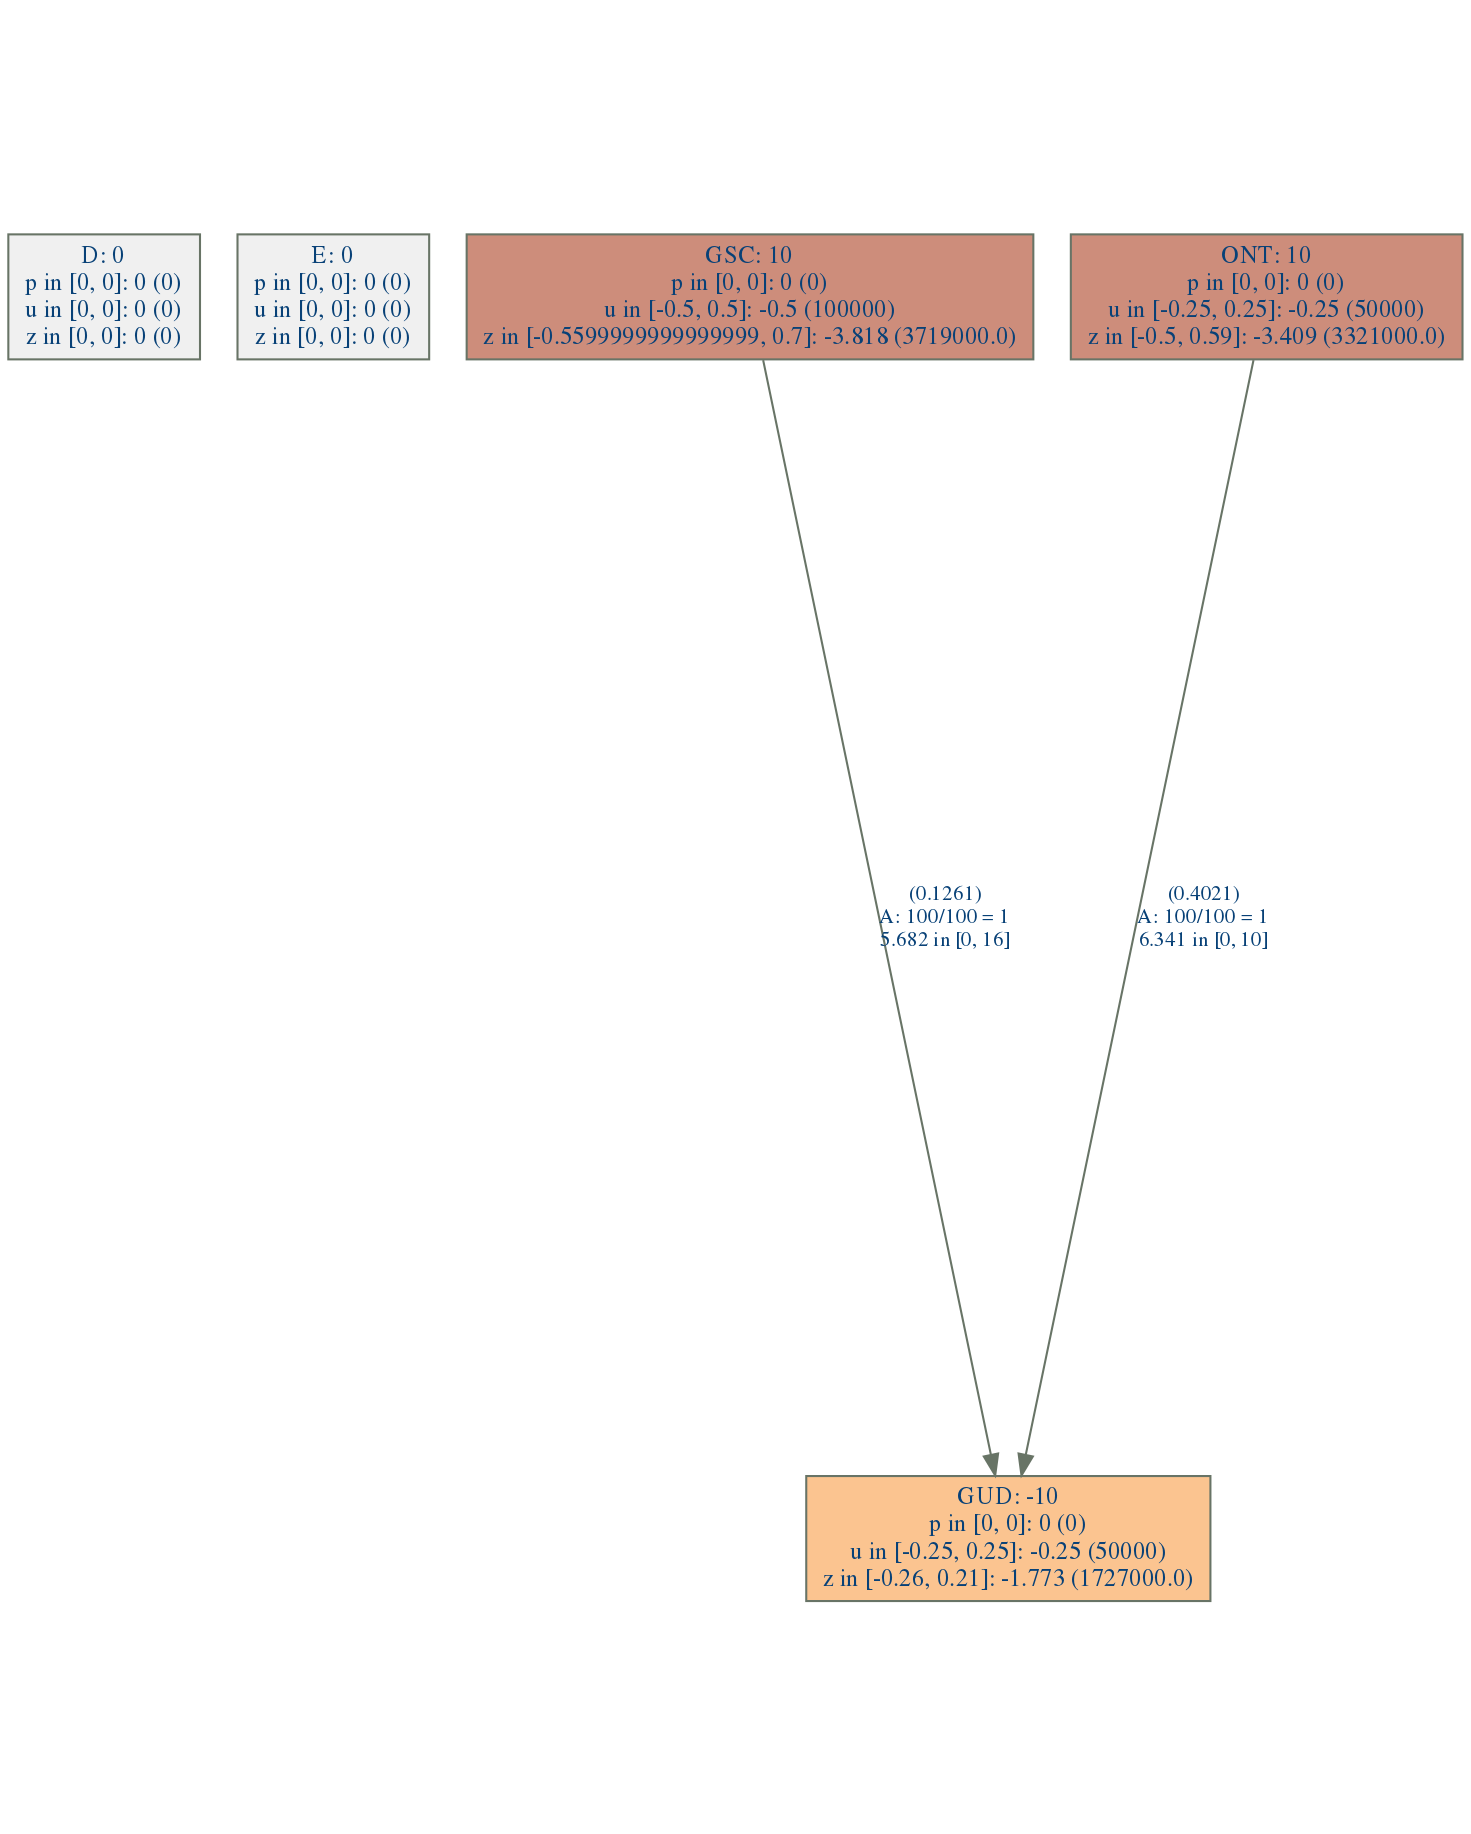 D: 0
p in [0, 0]: 0 (0)
u in [0, 0]: 0 (0)
z in [0, 0]: 0 (0)
E: 0
p in [0, 0]: 0 (0)
u in [0, 0]: 0 (0)
z in [0, 0]: 0 (0)
GSC: 10
p in [0, 0]: 0 (0)
u in [-0.5, 0.5]: -0.5 (100000)
z in [-0.5599999999999999, 0.7]: -3.818 (3719000.0)
ONT: 10
p in [0, 0]: 0 (0)
u in [-0.25, 0.25]: -0.25 (50000)
z in [-0.5, 0.59]: -3.409 (3321000.0)
(0.1261)
A: 100/100 = 1
5.682 in [0, 16]
(0.4021)
A: 100/100 = 1
6.341 in [0, 10]
GUD: -10
p in [0, 0]: 0 (0)
u in [-0.25, 0.25]: -0.25 (50000)
z in [-0.26, 0.21]: -1.773 (1727000.0)